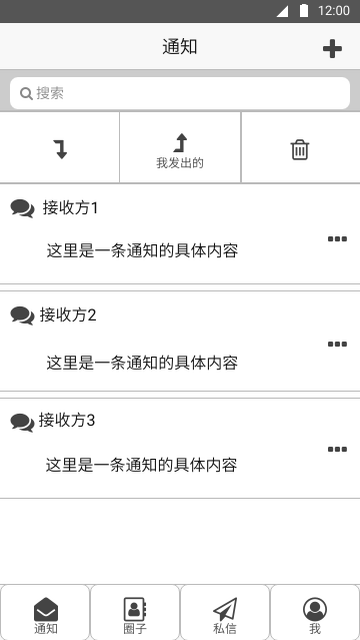 12:00
通知
搜索
我发出的
接收方1
这里是一条通知的具体内容
接收方2
这里是一条通知的具体内容
接收方3
这里是一条通知的具体内容
通知
圈子
私信
我